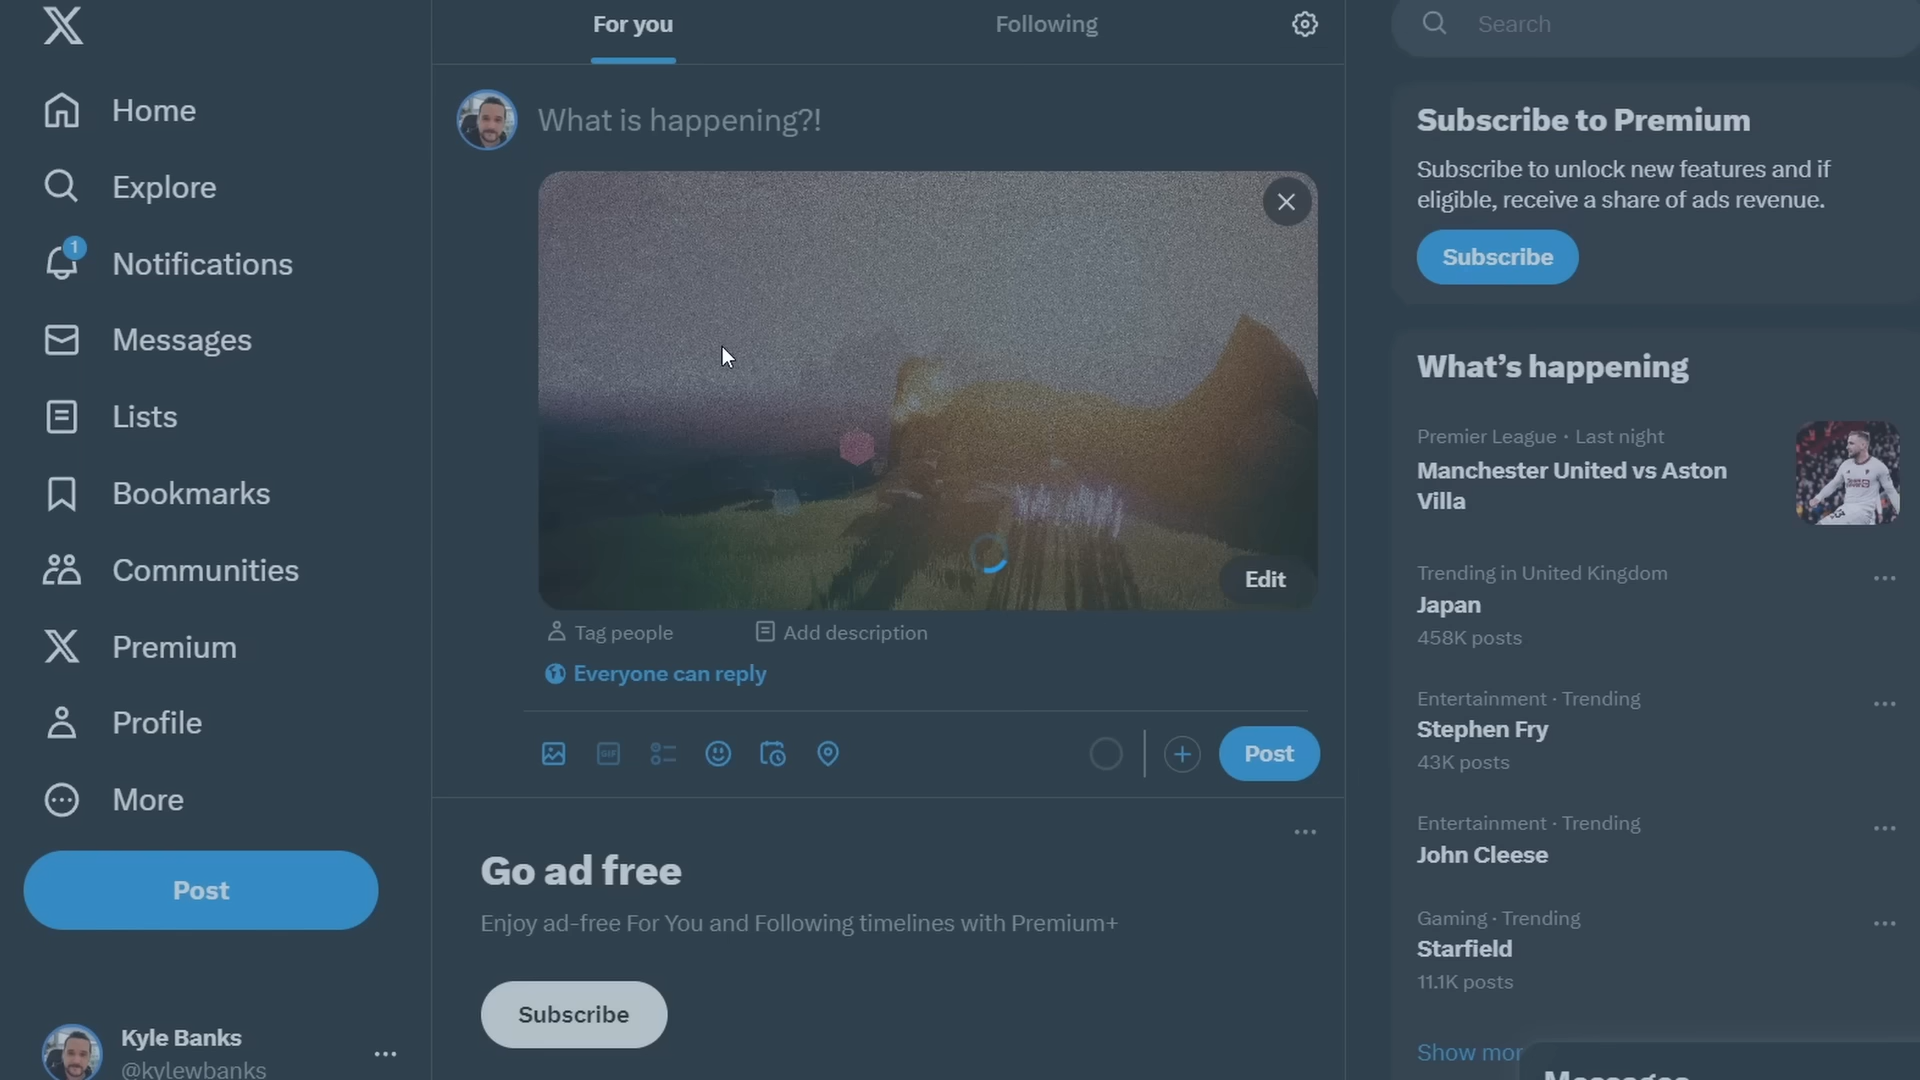 Home
Explore
1
Notifications
Messages
Lists
Bookmarks
Communities
Premium
Profile
More
Post
Kyle Banks
@kylewbanks
For you
Following
What is happening?!
Edit
Tag people
Add description
Everyone can reply
GIF
Post
Go ad free
Enjoy ad-free For You and Following timelines with Premium+
Subscribe
Search
Subscribe to Premium
Subscribe to unlock new features and if
eligible, receive a share of ads revenue.
Subscribe
What's happening
Premier League · Last night
Manchester United vs Aston
Villa
Trending in United Kingdom
Japan
458K posts
Entertainment · Trending
Stephen Fry
43K posts
Entertainment · Trending
John Cleese
Gaming · Trending
Starfield
11.1K posts
Show mor
Messages